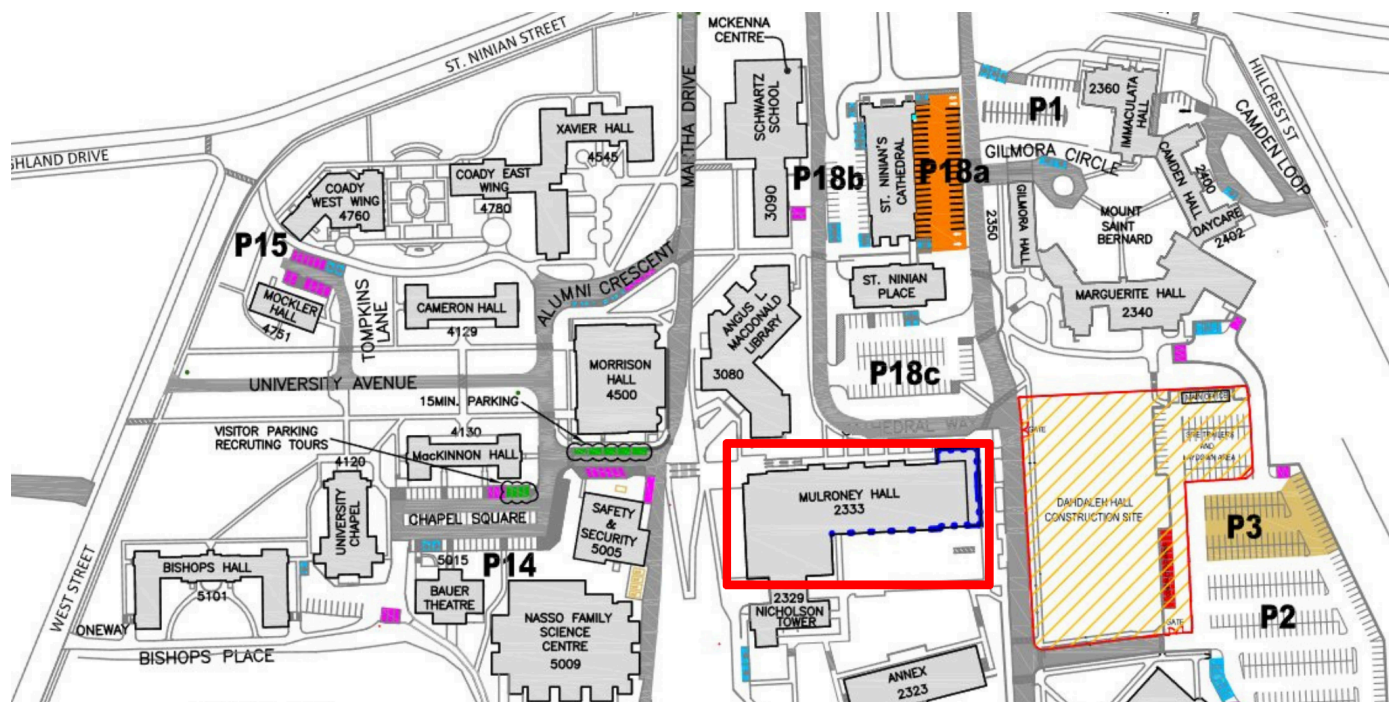 ST. NINIAN STREET
MCKENNA
CENTRE
MARTHA DRIVE
HILLCREST ST
CAMDEN LOOP
SCHWARTZ
SCHOOL
3090
2360
IMMACULATA
HALL
P1
XAVIER HALL
4545
GHLAND DRIVE
COADY EAST
WING
4780
COADY
WEST WING
4760
P18b
ST. NINIAN'S
CATHEDRAL
P18a
GILMORA CIRCLE
CAMDEN HALL
2400
DAYCARE
2402
2350
GILMORA HALL
MOUNT
SAINT
BERNARD
P15
MOCKLER
HALL
4751
TOMPKINS
LANE
CAMERON HALL
4129
ALUMNI CRESCENT
ANGUS L.
MACDONALD
LIBRARY
3080
ST. NINIAN
PLACE
MARGUERITE HALL
2340
MORRISON
HALL
4500
P18c
UNIVERSITY AVENUE
15MIN. PARKING
VISITOR PARKING
RECRUTING TOURS
4130
MacKINNON HALL
4120
UNIVERSITY
CHAPEL
CHAPEL SQUARE
CATHEDRAL WAY
GATE
MULRONEY HALL
2333
DAHDALEH HALL
CONSTRUCTION SITE
SAFETY
&
SECURITY
5005
P3
P14
5015
BAUER
THEATRE
BISHOPS HALL
5101
WEST STREET
ONEWAY
BISHOPS PLACE
NASSO FAMILY
SCIENCE
CENTRE
5009
2329
NICHOLSON
TOWER
GATE
P2
ANNEX
2323